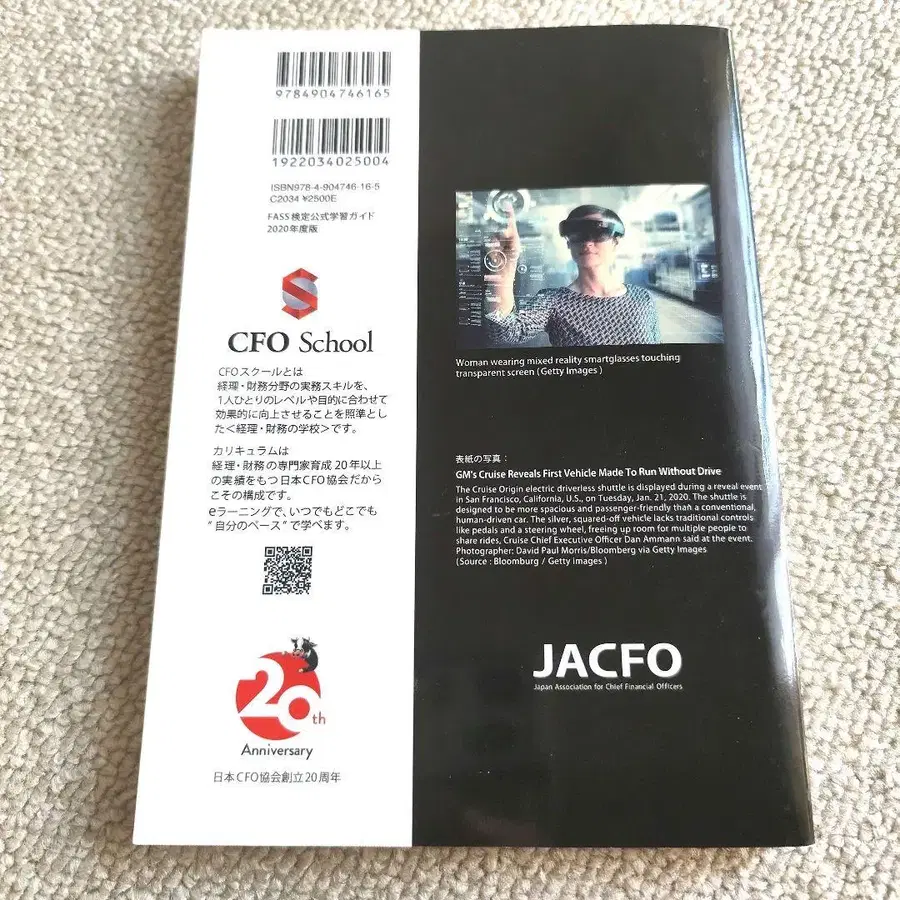 9784904746165
1922034025004
ISBN978-4-904746-16-5
C2034 ¥2500E
FASS検定公式学習ガイド
2020年度版
S
CFO School
CFOスクールとは
経理・財務分野の実務スキルを、
1人ひとりのレベルや目的に合わせて
効果的に向上させることを照準とし
た<経理・財務の学校>です。
カリキュラムは
経理・財務の専門家育成20年以上
の実績をもつ日本CFO協会だから
こその構成です。
eラーニングで、いつでもどこでも
“自分のペース”で学べます。
20th
Anniversary
日本CFO協会創立20周年
Woman wearing mixed reality smartglasses touching
transparent screen (Getty Images )
表紙の写真：
GM's Cruise Reveals First Vehicle Made To Run Without Drive
The Cruise Origin electric driverless shuttle is displayed during a reveal event
in San Francisco, California, U.S., on Tuesday, Jan. 21, 2020. The shuttle is
designed to be more spacious and passenger-friendly than a conventional,
human-driven car. The silver, squared-off vehicle lacks traditional controls
like pedals and a steering wheel, freeing up room for multiple people to
share rides, Cruise Chief Executive Officer Dan Ammann said at the event.
Photographer: David Paul Morris/Bloomberg via Getty Images
(Source : Bloomburg / Getty images )
JACFO
Japan Association for Chief Financial Officers